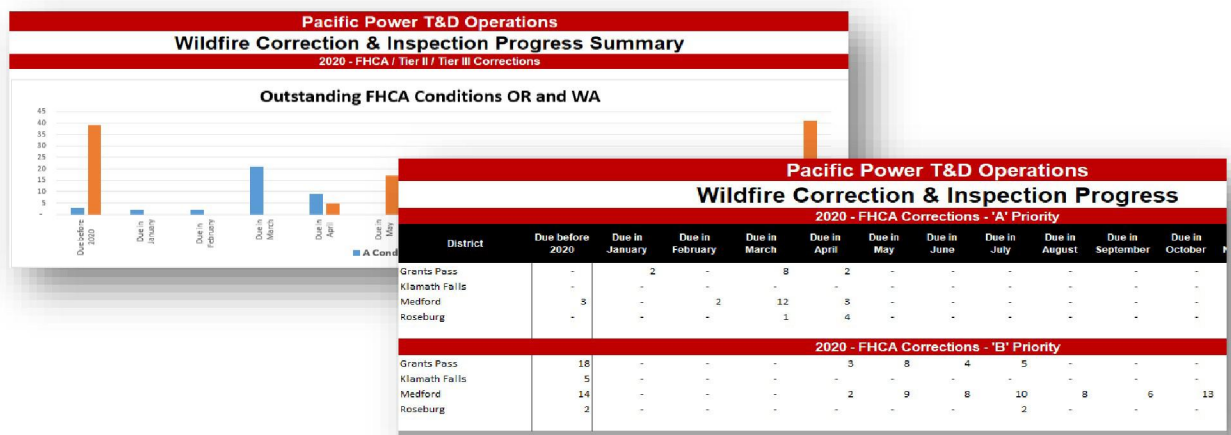 Pacific Power T&D Operations
Wildfire Correction & Inspection Progress Summary
2020 - FHCA / Tier II / Tier III Corrections
Outstanding FHCA Conditions OR and WA
45
40
35
30
25
20
15
10
5
-
Due before 2020
Due in January
Due in February
Due in March
Due in April
Due in May
A Cond
Pacific Power T&D Operations
Wildfire Correction & Inspection Progress
2020 - FHCA Corrections - 'A' Priority
District Due before 2020 Due in January Due in February Due in March Due in April Due in May Due in June Due in July Due in August Due in September Due in October
Grants Pass - 2 - 8 2 - - - - - -
Klamath Falls - - - - - - - - - - -
Medford 3 - 2 12 3 - - - - - -
Roseburg - - - 1 4 - - - - - -
2020 - FHCA Corrections - 'B' Priority
Grants Pass 18 - - - 3 8 4 5 - - -
Klamath Falls 5 - - - - - - - - - -
Medford 14 - - - 2 9 8 10 8 6 13
Roseburg 2 - - - - - - 2 - - -